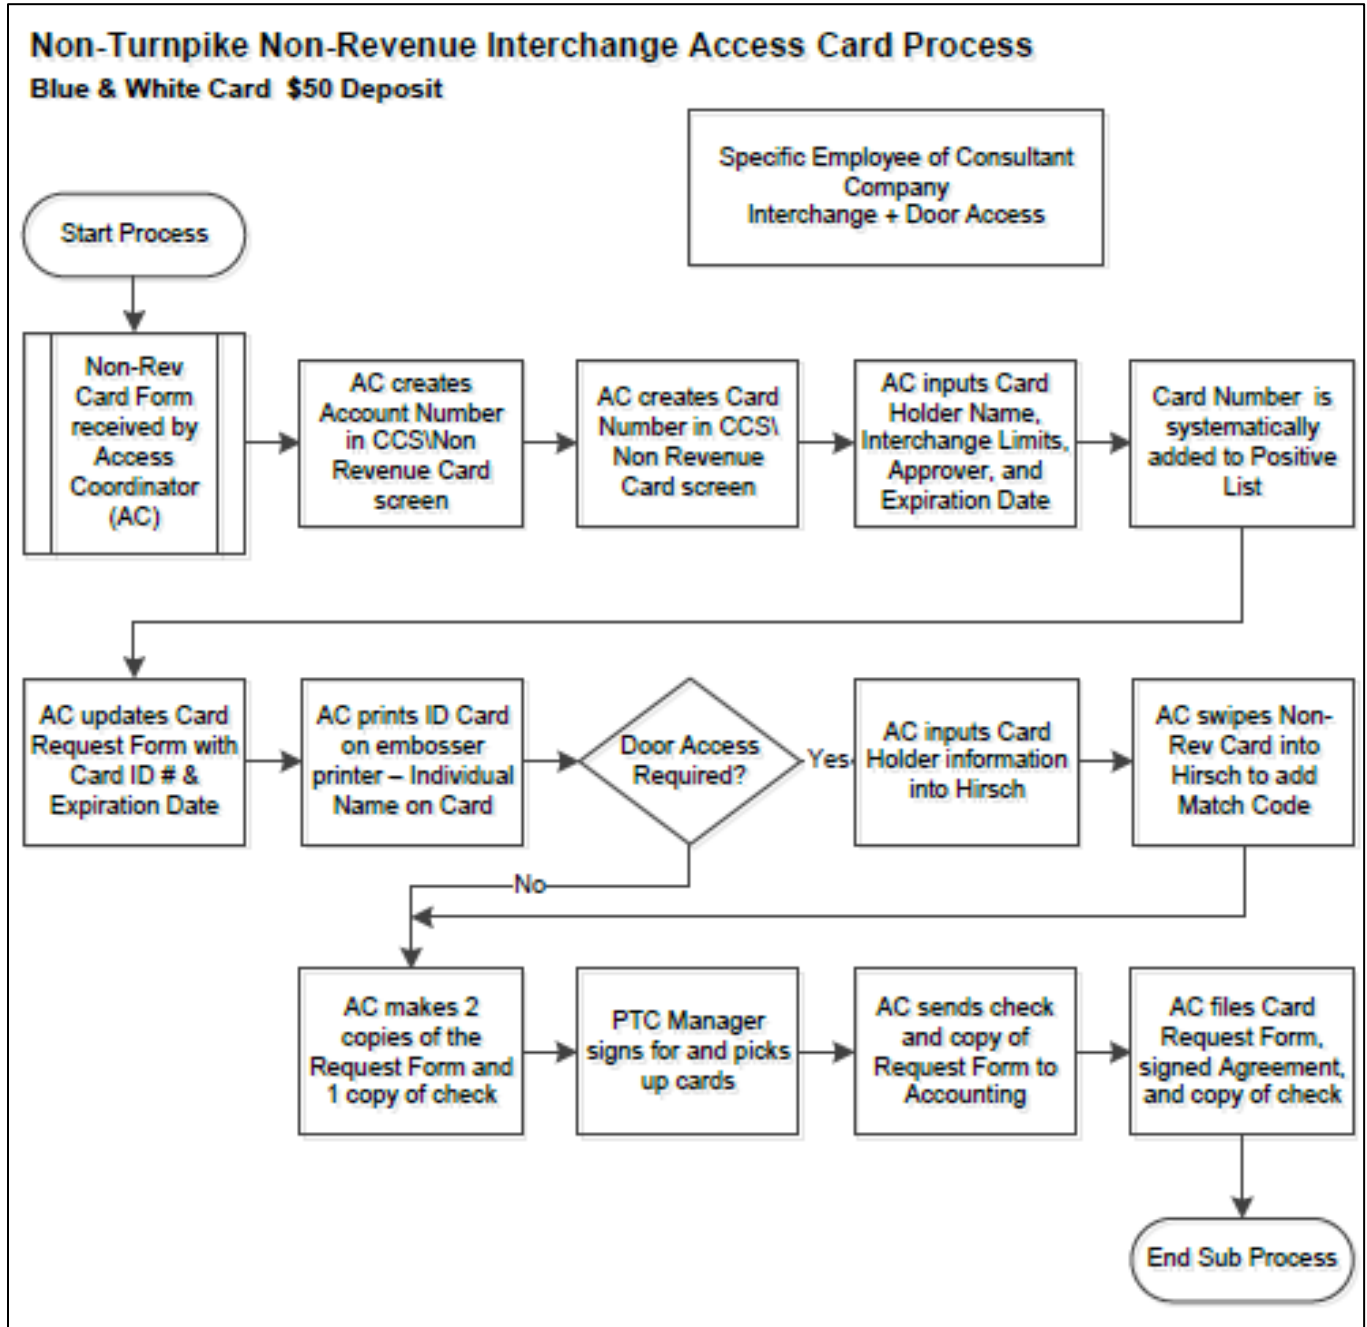 Non-Turnpike Non-Revenue Interchange Access Card Process
Blue & White Card $50 Deposit
Specific Employee of Consultant
Company
Interchange + Door Access
Start Process
Non-Rev
Card Form
received by
Access
Coordinator
(AC)
AC creates
Account Number
in CCS\Non
Revenue Card
screen
AC creates Card
Number in CCS\
Non Revenue
Card screen
AC inputs Card
Holder Name,
Interchange Limits,
Approver, and
Expiration Date
Card Number is
systematically
added to Positive
List
AC updates Card
Request Form with
Card ID # &
Expiration Date
AC prints ID Card
on embosser
printer – Individual
Name on Card
Door Access
Required?
Yes
AC inputs Card
Holder information
into Hirsch
AC swipes Non-
Rev Card into
Hirsch to add
Match Code
No
AC makes 2
copies of the
Request Form and
1 copy of check
PTC Manager
signs for and picks
up cards
AC sends check
and copy of
Request Form to
Accounting
AC files Card
Request Form,
signed Agreement,
and copy of check
End Sub Process